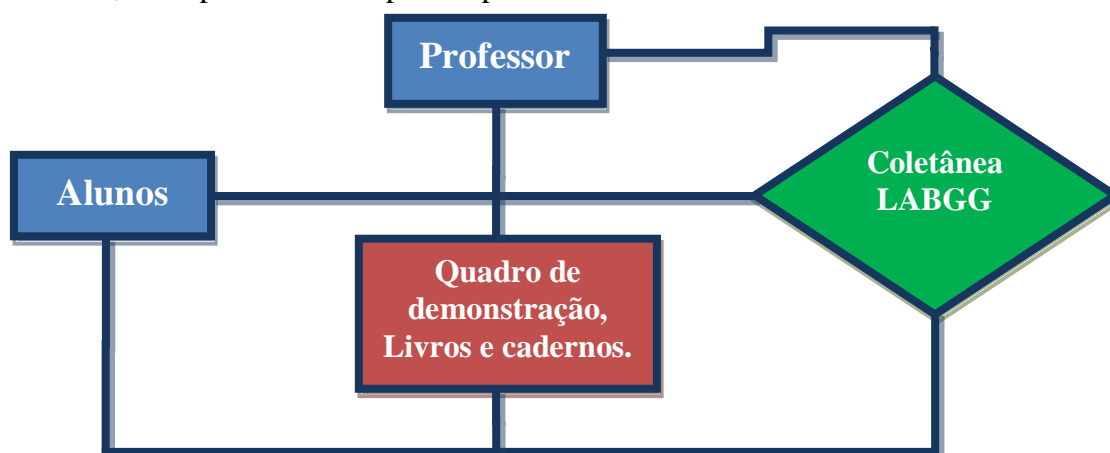 Professor
Coletânea
LABGG
Alunos
Quadro de
demonstração,
Livros e cadernos.